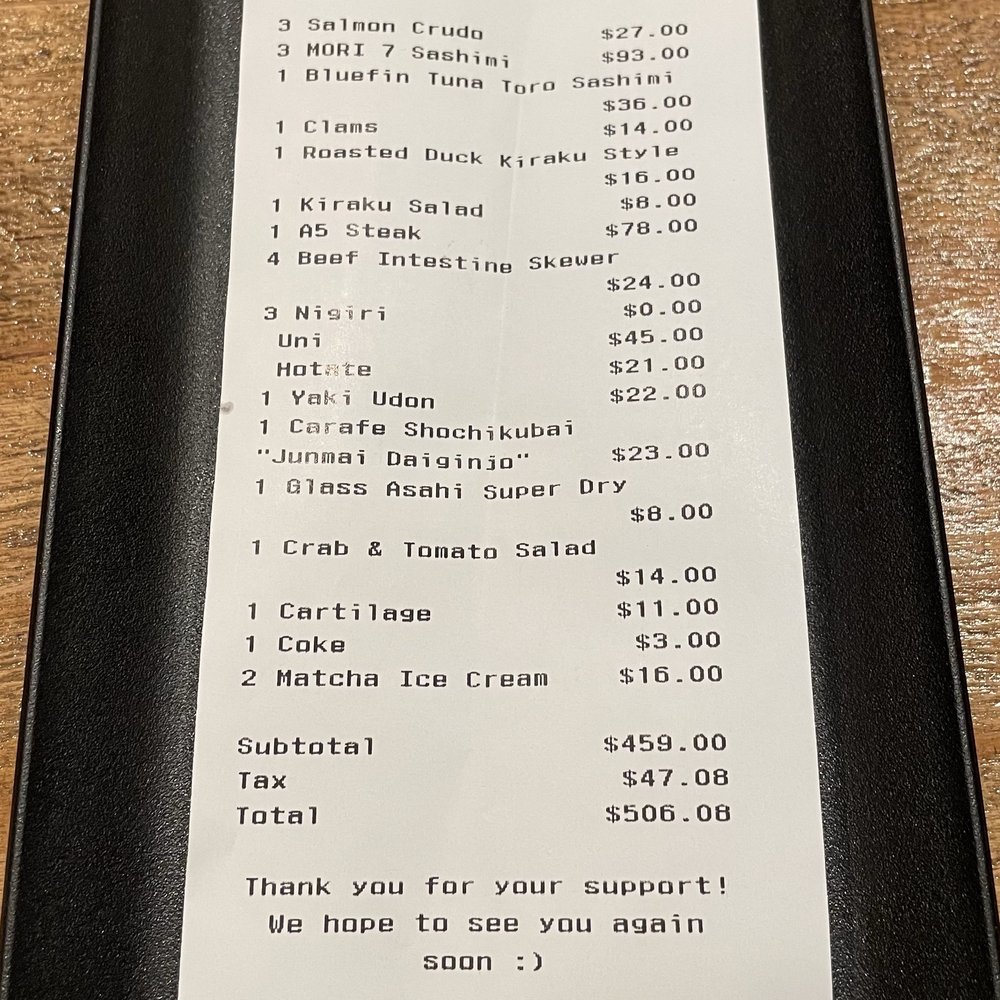 3 Salmon Crudo $27.00
3 MORI 7 Sashimi $93.00
1 Bluefin Tuna Toro Sashimi
$36.00
1 Clams $14.00
1 Roasted Duck Kiraku Style
$16.00
1 Kiraku Salad $8.00
1 A5 Steak $78.00
4 Beef Intestine Skewer
$24.00
3 Nigiri $0.00
Uni $45.00
Hotate $21.00
1 Yaki Udon $22.00
1 Carafe Shochikubai
"Junmai Daiginjo" $23.00
1 Glass Asahi Super Dry
$8.00
1 Crab & Tomato Salad
$14.00
1 Cartilage $11.00
1 Coke $3.00
2 Matcha Ice Cream $16.00
Subtotal $459.00
Tax $47.08
Total $506.08
Thank you for your support!
We hope to see you again
soon :)